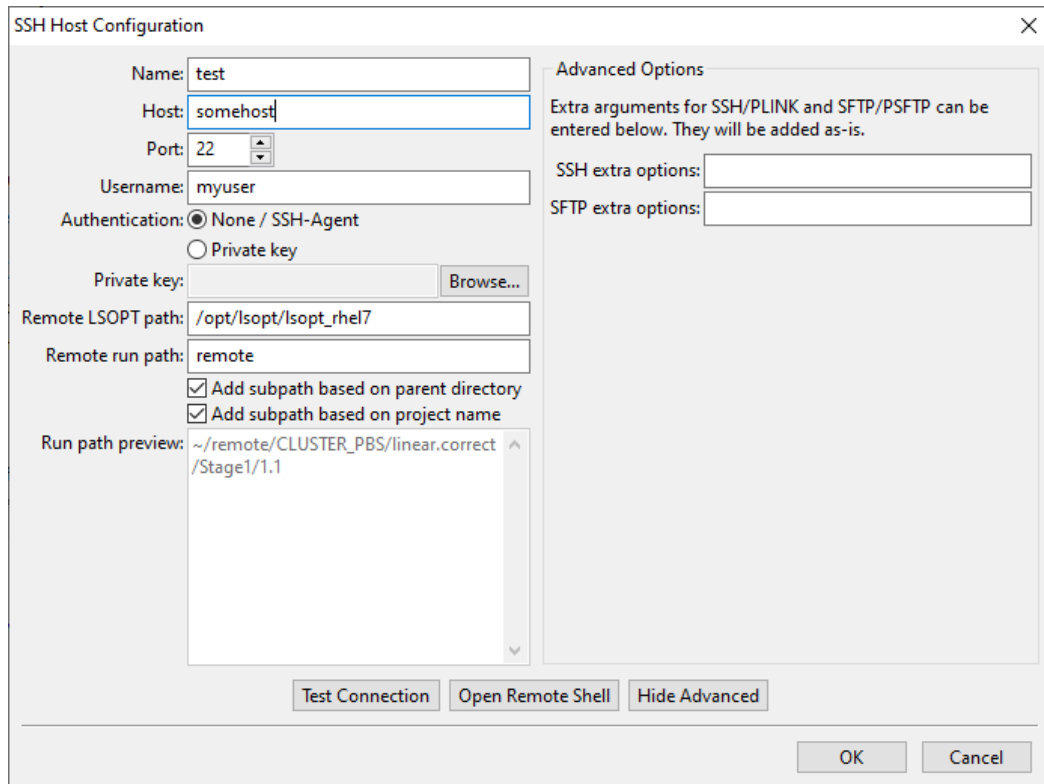 SSH Host Configuration
Name: test
Host: somehost
Port: 22
Username: myuser
Authentication: None / SSH-Agent
Private key
Private key: Browse...
Remote LSOPT path: /opt/lsopt/lsopt_rhel7
Remote run path: remote
Add subpath based on parent directory
Add subpath based on project name
Run path preview: ~/remote/CLUSTER_PBS/linear.correct
/Stage1/1.1
Advanced Options
Extra arguments for SSH/PLINK and SFTP/PSFTP can be
entered below. They will be added as-is.
SSH extra options:
SFTP extra options:
Test Connection Open Remote Shell Hide Advanced
OK Cancel